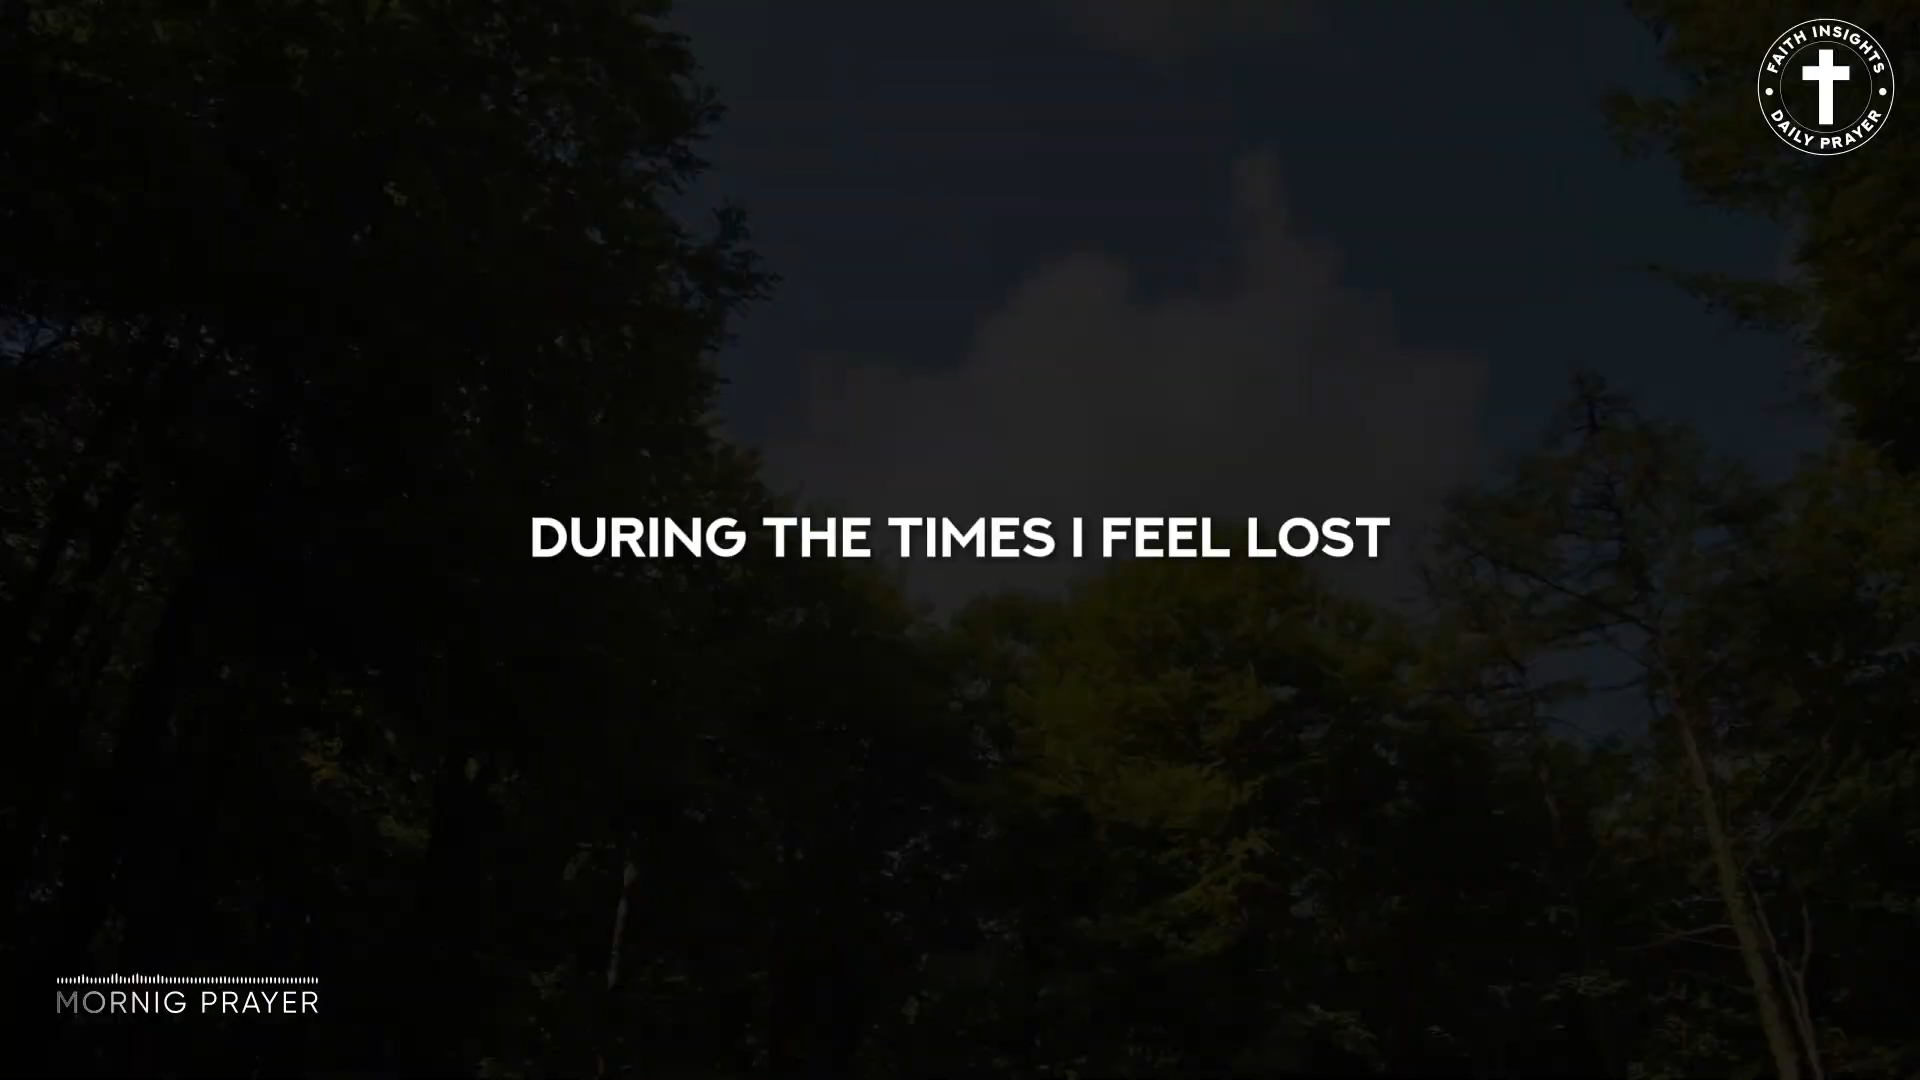 FAITH INSIGHTS
DAILY PRAYER
DURING THE TIMES I FEEL LOST
MORNIG PRAYER